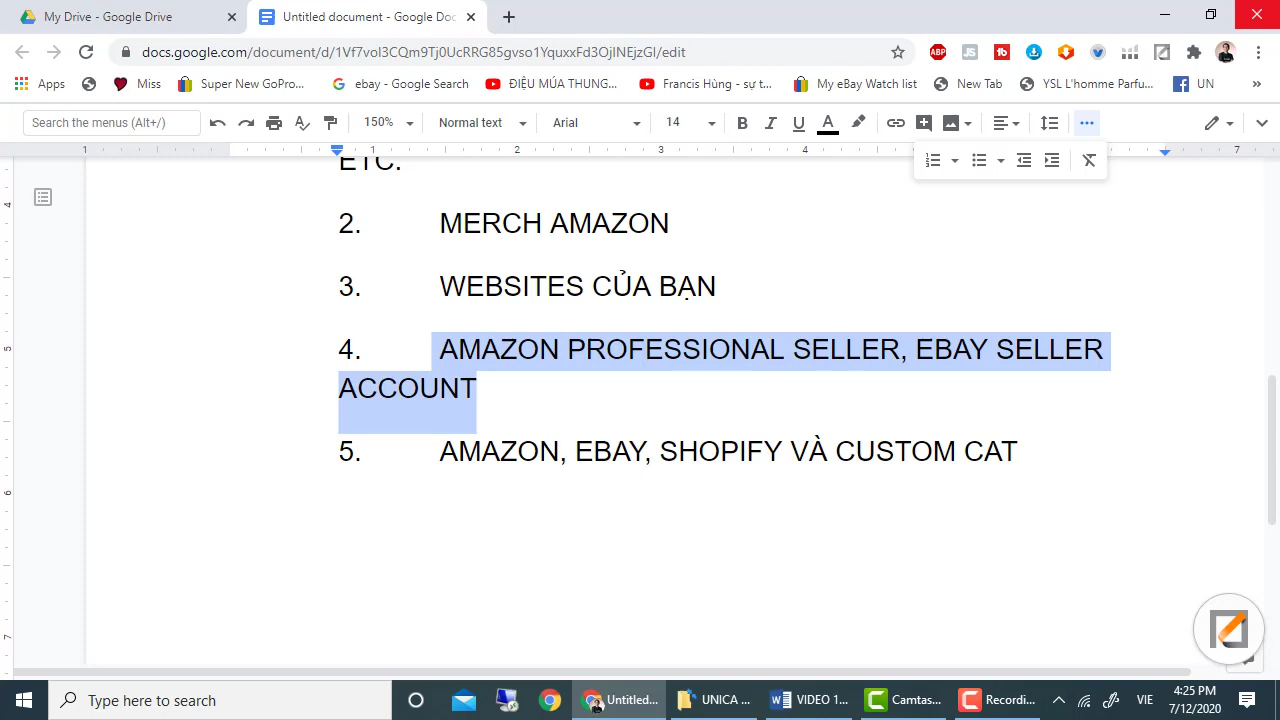 My Drive - Google Drive
Untitled document - Google Doc
docs.google.com/document/d/1Vf7voI3CQm9Tj0UcRRG85gvso1YquxxFd3OjINEjzGI/edit
Apps
Miss
Super New GoPro...
ebay - Google Search
ĐIỆU MÚA THUNG...
Francis Hùng - sự t...
My eBay Watch list
New Tab
YSL L'homme Parfu...
UN
Search the menus (Alt+/)
150%
Normal text
Arial
14
ETC.
2. MERCH AMAZON
3. WEBSITES CỦA BẠN
4. AMAZON PROFESSIONAL SELLER, EBAY SELLER
ACCOUNT
5. AMAZON, EBAY, SHOPIFY VÀ CUSTOM CAT
Type here to search
Untitled...
UNICA ...
VIDEO 1...
Camtas...
Recordi...
VIE
4:25 PM
7/12/2020